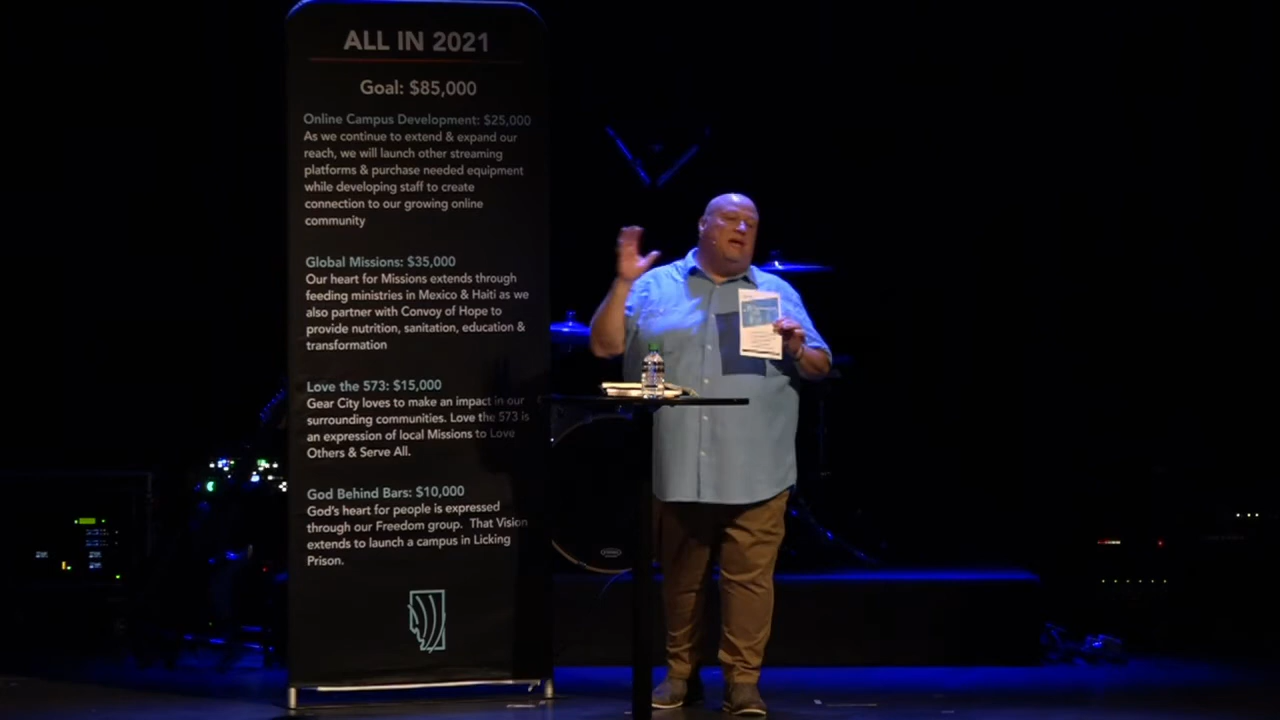 ALL IN 2021
Goal: $85,000
Online Campus Development: $25,000
As we continue to extend & expand our
reach, we will launch other streaming
platforms & purchase needed equipment
while developing staff to create
connection to our growing online
community
Global Missions: $35,000
Our heart for Missions extends through
feeding ministries in Mexico & Haiti as we
also partner with Convoy of Hope to
provide nutrition, sanitation, education &
transformation
Love the 573: $15,000
Gear City loves to make an impact in our
surrounding communities. Love the 573 is
an expression of local Missions to Love
Others & Serve All.
God Behind Bars: $10,000
God's heart for people is expressed
through our Freedom group. That Vision
extends to launch a campus in Licking
Prison.